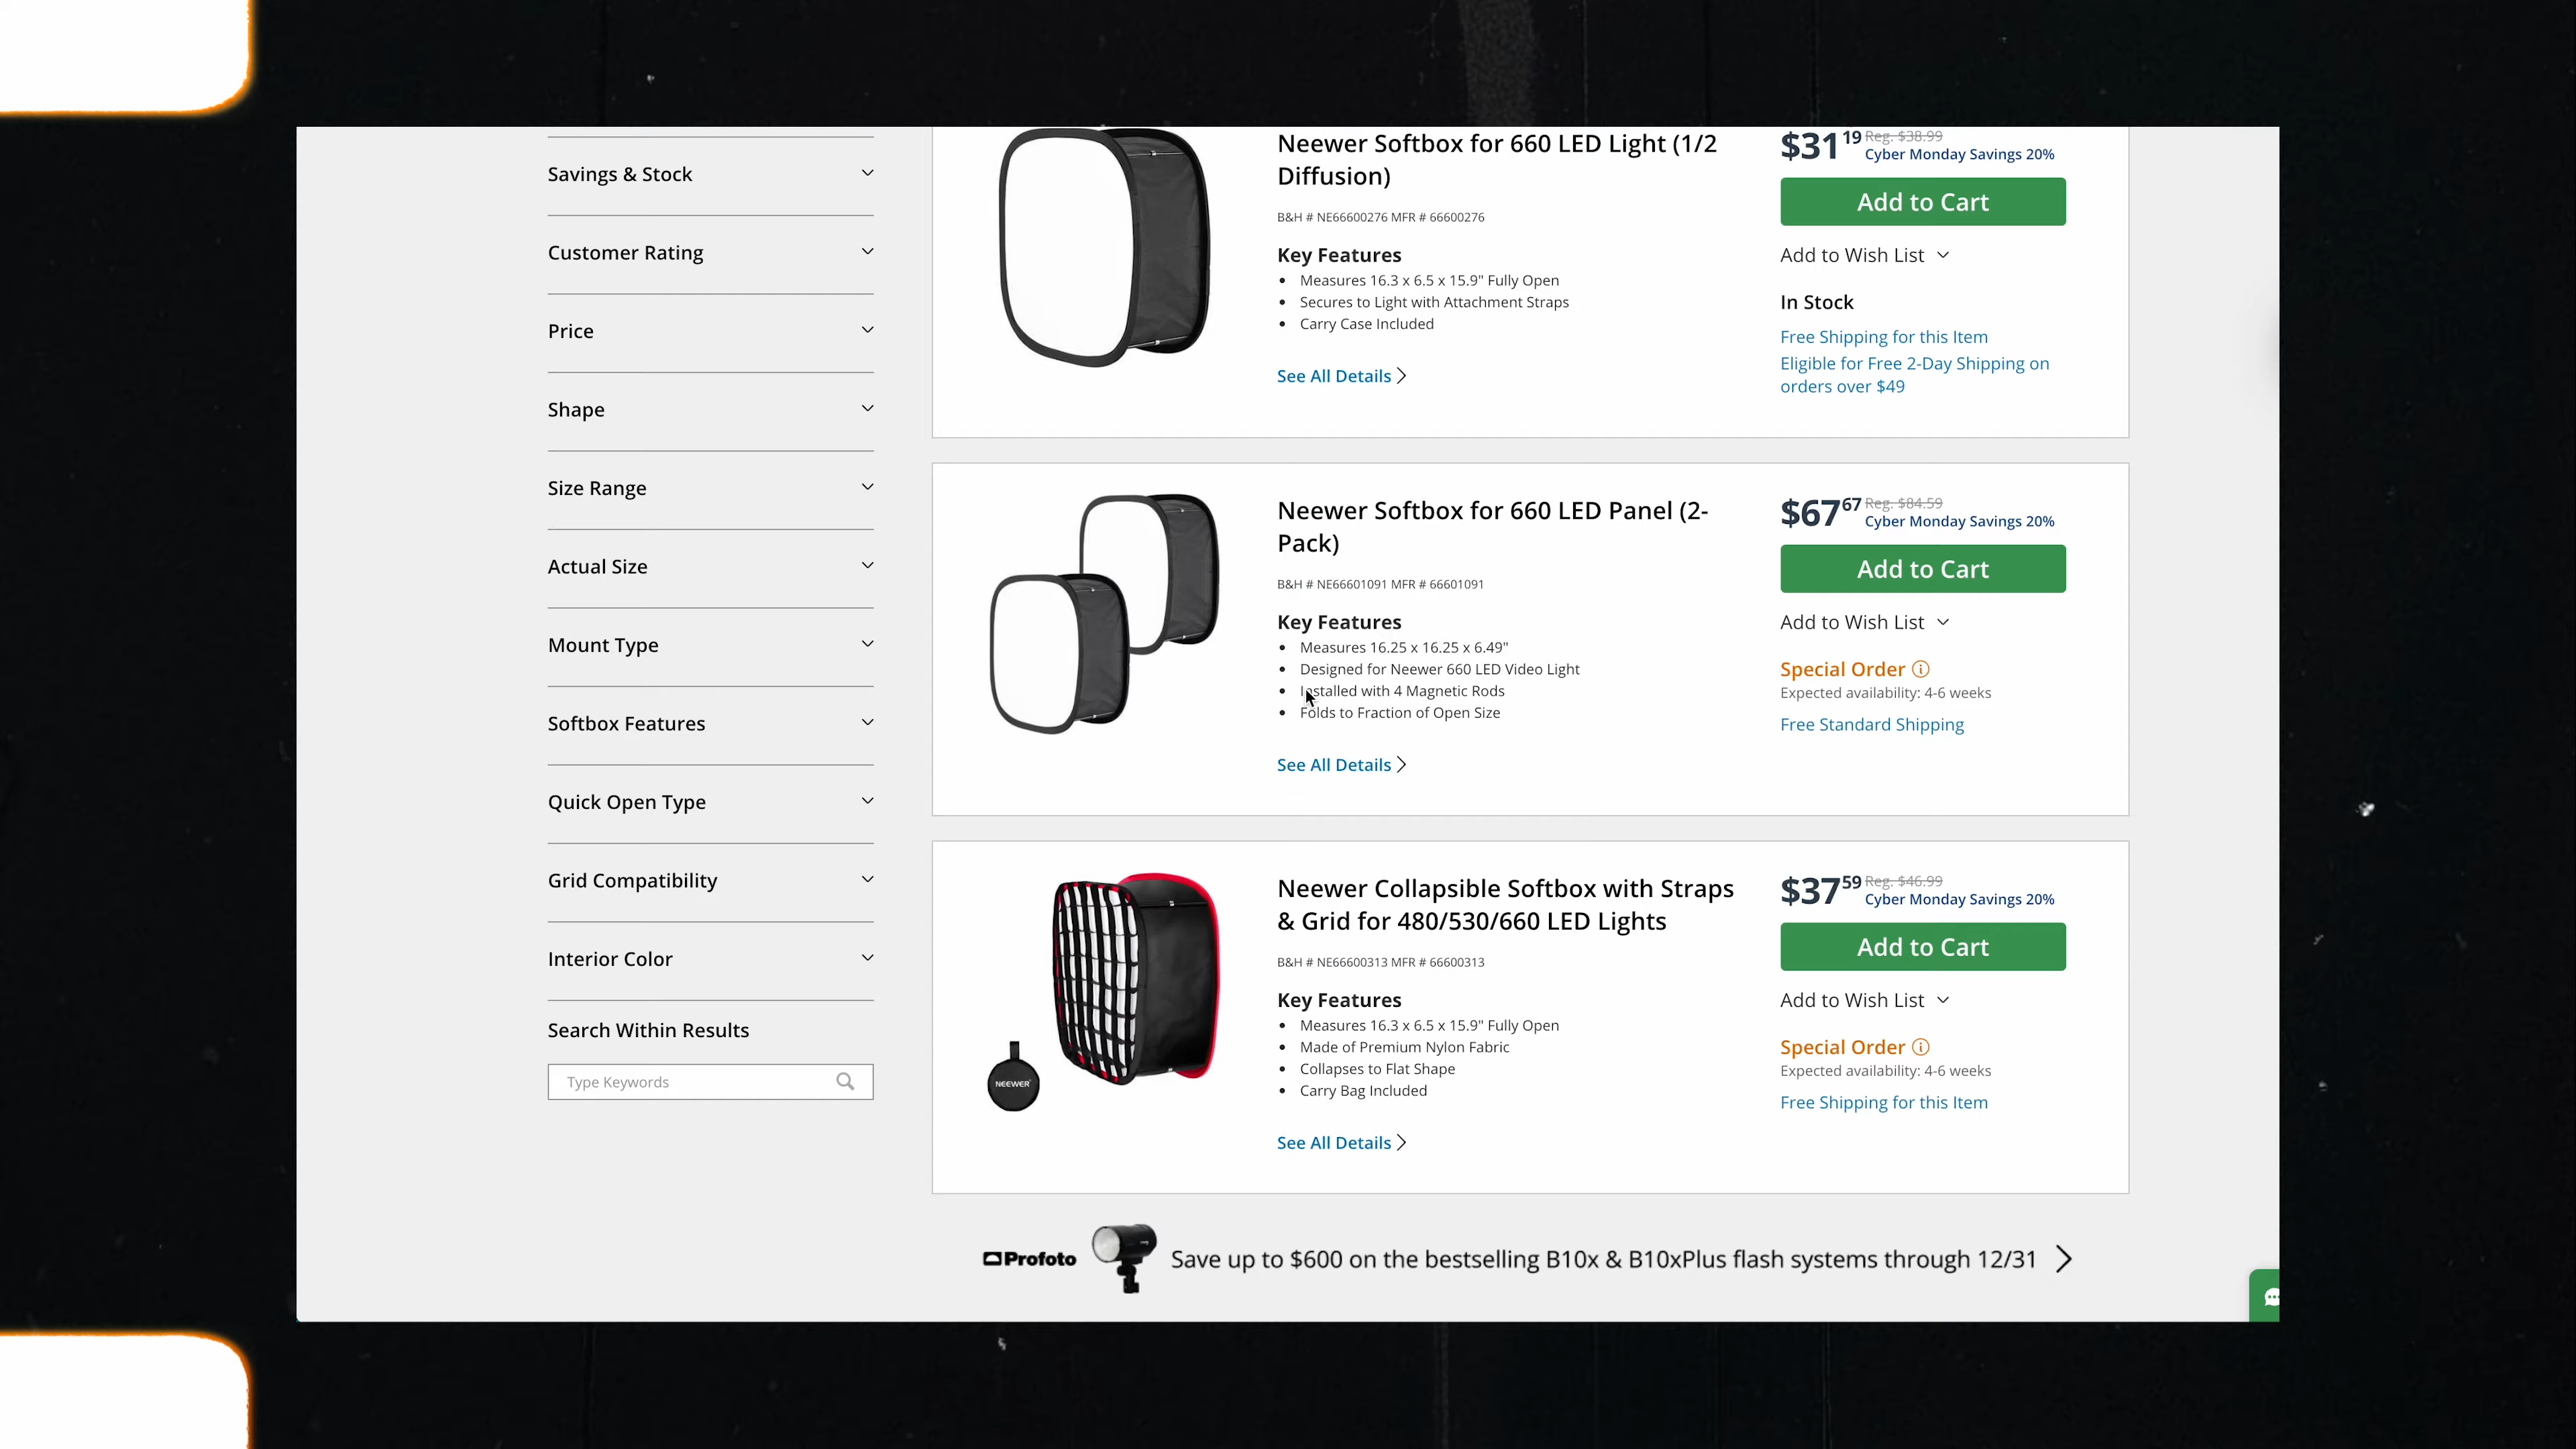 Savings & Stock
Customer Rating
Price
Shape
Size Range
Actual Size
Mount Type
Softbox Features
Quick Open Type
Grid Compatibility
Interior Color
Search Within Results
Type Keywords
Neewer Softbox for 660 LED Light (1/2
Diffusion)
B&H # NE66600276 MFR # 66600276
Key Features
Measures 16.3 x 6.5 x 15.9" Fully Open
Secures to Light with Attachment Straps
Carry Case Included
See All Details
$31 19 Reg. $38.99
Cyber Monday Savings 20%
Add to Cart
Add to Wish List
In Stock
Free Shipping for this Item
Eligible for Free 2-Day Shipping on
orders over $49
Neewer Softbox for 660 LED Panel (2-
Pack)
B&H # NE66601091 MFR # 66601091
Key Features
Measures 16.25 x 16.25 x 6.49"
Designed for Neewer 660 LED Video Light
Installed with 4 Magnetic Rods
Folds to Fraction of Open Size
See All Details
$67 67 Reg. $84.59
Cyber Monday Savings 20%
Add to Cart
Add to Wish List
Special Order
Expected availability: 4-6 weeks
Free Standard Shipping
NEEWER
Neewer Collapsible Softbox with Straps
& Grid for 480/530/660 LED Lights
B&H # NE66600313 MFR # 66600313
Key Features
Measures 16.3 x 6.5 x 15.9" Fully Open
Made of Premium Nylon Fabric
Collapses to Flat Shape
Carry Bag Included
See All Details
$37 59 Reg. $46.99
Cyber Monday Savings 20%
Add to Cart
Add to Wish List
Special Order
Expected availability: 4-6 weeks
Free Shipping for this Item
Profoto Save up to $600 on the bestselling B10x & B10xPlus flash systems through 12/31